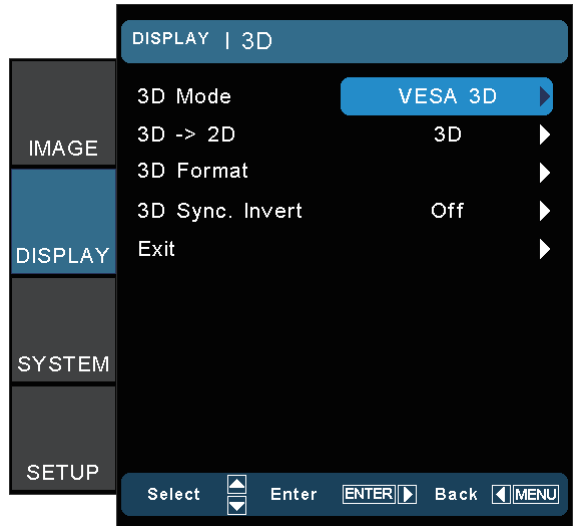 DISPLAY | 3D
3D Mode VESA 3D
3D -> 2D 3D
3D Format
3D Sync. Invert Off
Exit
IMAGE
DISPLAY
SYSTEM
SETUP
Select Enter ENTER Back MENU